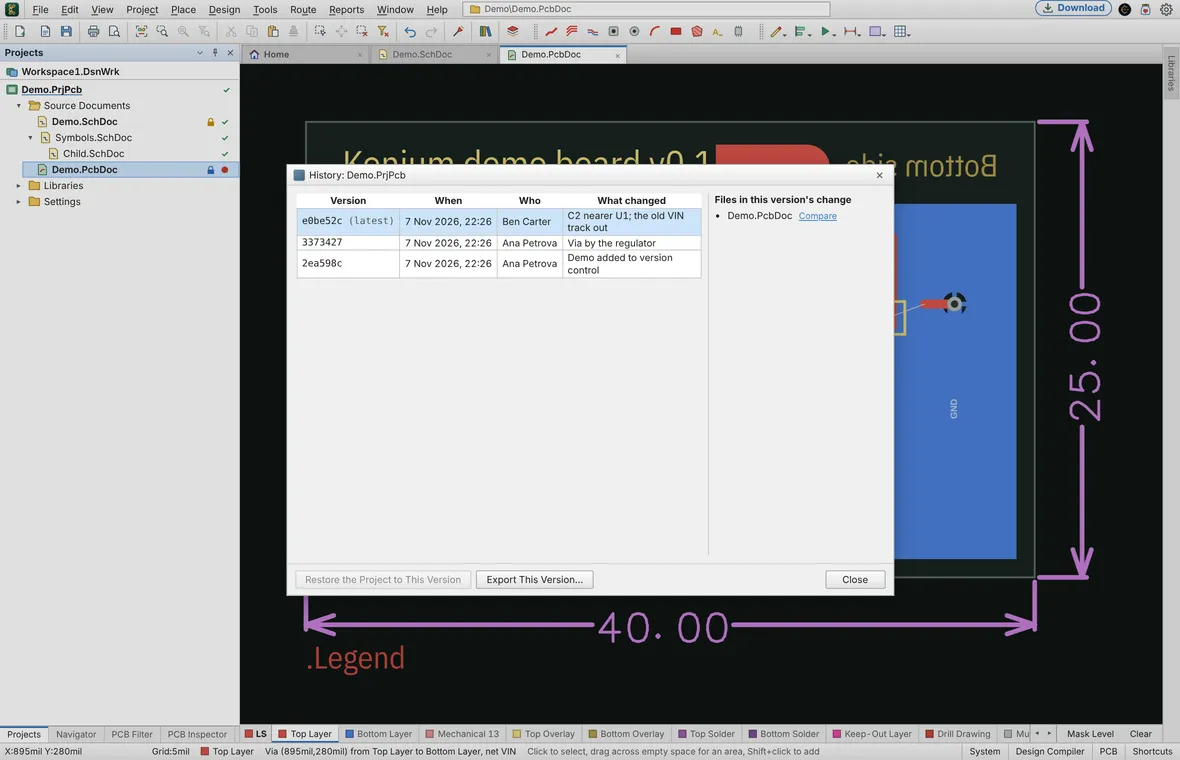 File Edit View Project Place Design Tools Route Reports Window Help Demo\Demo.PcbDoc Download
Projects
Home Demo.SchDoc Demo.PcbDoc
Libraries
Workspace1.DsnWrk
Demo.PrjPcb
Source Documents
Demo.SchDoc
Symbols.SchDoc
Child.SchDoc
Demo.PcbDoc
Libraries
Settings
Konium demo board v0.1
Bottom side
History: Demo.PrjPcb
Version When Who What changed
e0be52c (latest) 7 Nov 2026, 22:26 Ben Carter C2 nearer U1; the old VIN track out
3373427 7 Nov 2026, 22:26 Ana Petrova Via by the regulator
2ea598c 7 Nov 2026, 22:26 Ana Petrova Demo added to version control
Files in this version's change
• Demo.PcbDoc Compare
Restore the Project to This Version Export This Version... Close
GND
25.00
40.00
.Legend
Projects Navigator PCB Filter PCB Inspector LS Top Layer Bottom Layer Mechanical 13 Top Overlay Bottom Overlay Top Solder Bottom Solder Keep-Out Layer Drill Drawing Mu Mask Level Clear
X:895mil Y:280mil Grid:5mil Top Layer Via (895mil,280mil) from Top Layer to Bottom Layer, net VIN Click to select, drag across empty space for an area, Shift+click to add System Design Compiler PCB Shortcuts